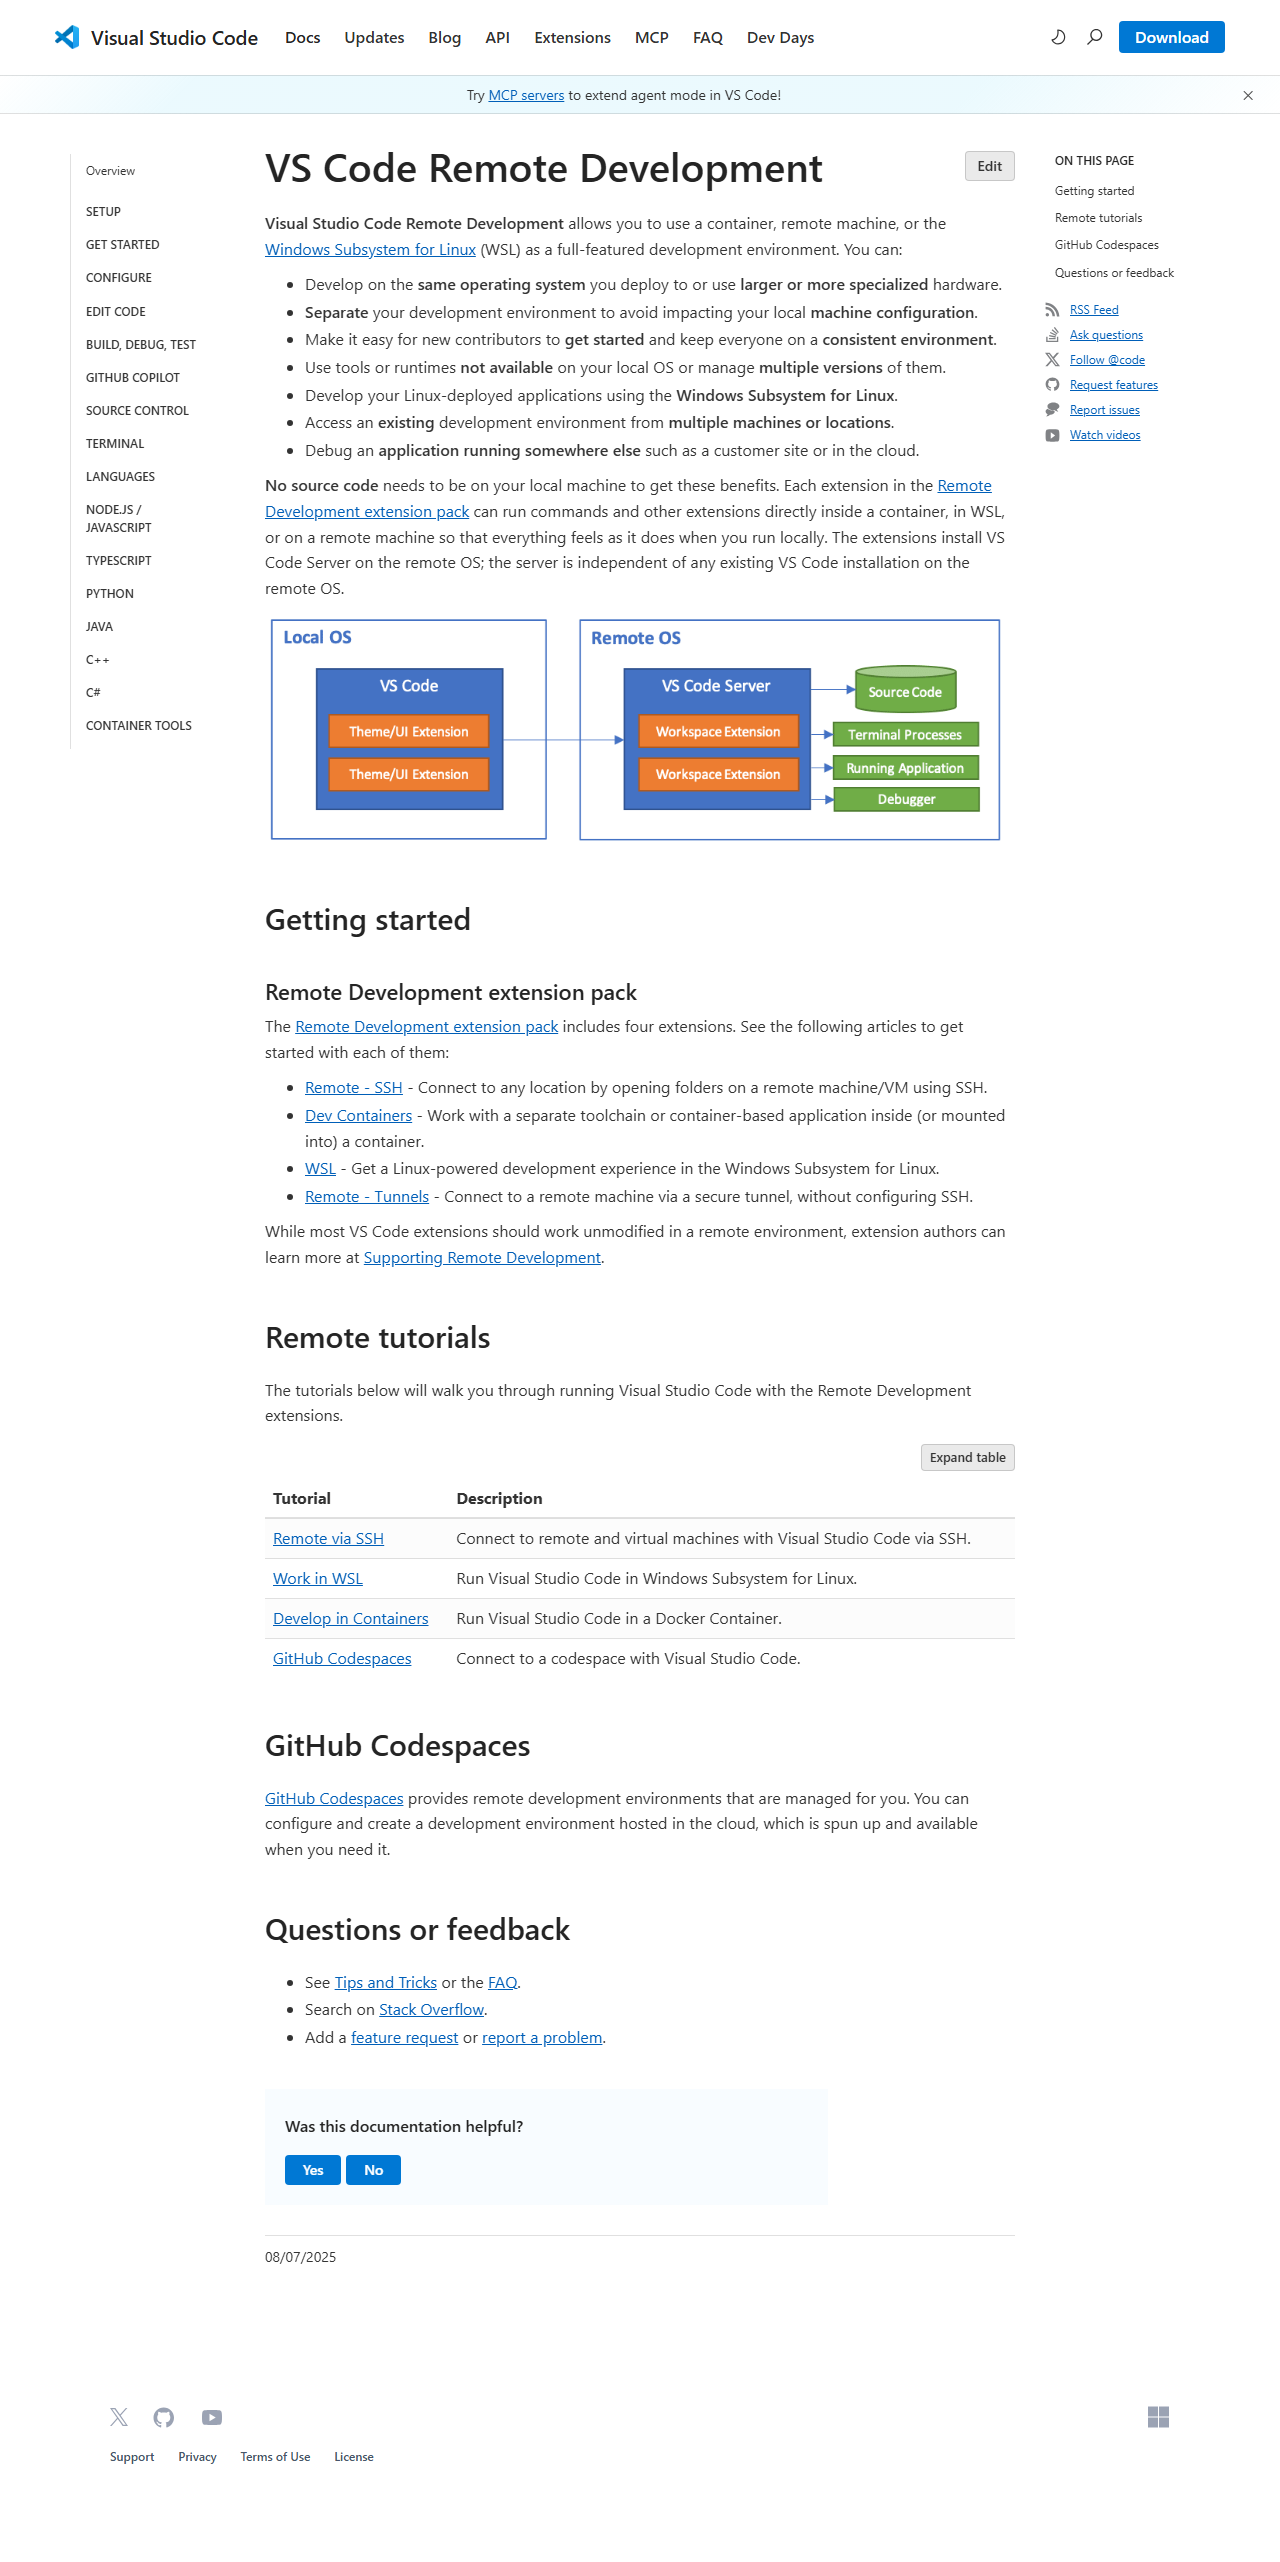 Visual Studio Code
Docs
Updates
Blog
API
Extensions
MCP
FAQ
Dev Days
Download
Try MCP servers to extend agent mode in VS Code!
Overview
SETUP
GET STARTED
CONFIGURE
EDIT CODE
BUILD, DEBUG, TEST
GITHUB COPILOT
SOURCE CONTROL
TERMINAL
LANGUAGES
NODE.JS /
JAVASCRIPT
TYPESCRIPT
PYTHON
JAVA
C++
C#
CONTAINER TOOLS
VS Code Remote Development
Edit
Visual Studio Code Remote Development allows you to use a container, remote machine, or the
Windows Subsystem for Linux (WSL) as a full-featured development environment. You can:
Develop on the same operating system you deploy to or use larger or more specialized hardware.
Separate your development environment to avoid impacting your local machine configuration.
Make it easy for new contributors to get started and keep everyone on a consistent environment.
Use tools or runtimes not available on your local OS or manage multiple versions of them.
Develop your Linux-deployed applications using the Windows Subsystem for Linux.
Access an existing development environment from multiple machines or locations.
Debug an application running somewhere else such as a customer site or in the cloud.
No source code needs to be on your local machine to get these benefits. Each extension in the Remote
Development extension pack can run commands and other extensions directly inside a container, in WSL,
or on a remote machine so that everything feels as it does when you run locally. The extensions install VS
Code Server on the remote OS; the server is independent of any existing VS Code installation on the
remote OS.
Local OS
VS Code
Theme/UI Extension
Theme/UI Extension
Remote OS
VS Code Server
Workspace Extension
Workspace Extension
Source Code
Terminal Processes
Running Application
Debugger
Getting started
Remote Development extension pack
The Remote Development extension pack includes four extensions. See the following articles to get
started with each of them:
Remote - SSH - Connect to any location by opening folders on a remote machine/VM using SSH.
Dev Containers - Work with a separate toolchain or container-based application inside (or mounted
into) a container.
WSL - Get a Linux-powered development experience in the Windows Subsystem for Linux.
Remote - Tunnels - Connect to a remote machine via a secure tunnel, without configuring SSH.
While most VS Code extensions should work unmodified in a remote environment, extension authors can
learn more at Supporting Remote Development.
Remote tutorials
The tutorials below will walk you through running Visual Studio Code with the Remote Development
extensions.
Expand table
Tutorial Description
Remote via SSH Connect to remote and virtual machines with Visual Studio Code via SSH.
Work in WSL Run Visual Studio Code in Windows Subsystem for Linux.
Develop in Containers Run Visual Studio Code in a Docker Container.
GitHub Codespaces Connect to a codespace with Visual Studio Code.
GitHub Codespaces
GitHub Codespaces provides remote development environments that are managed for you. You can
configure and create a development environment hosted in the cloud, which is spun up and available
when you need it.
Questions or feedback
See Tips and Tricks or the FAQ.
Search on Stack Overflow.
Add a feature request or report a problem.
Was this documentation helpful?
Yes
No
08/07/2025
ON THIS PAGE
Getting started
Remote tutorials
GitHub Codespaces
Questions or feedback
RSS Feed
Ask questions
Follow @code
Request features
Report issues
Watch videos
Support
Privacy
Terms of Use
License